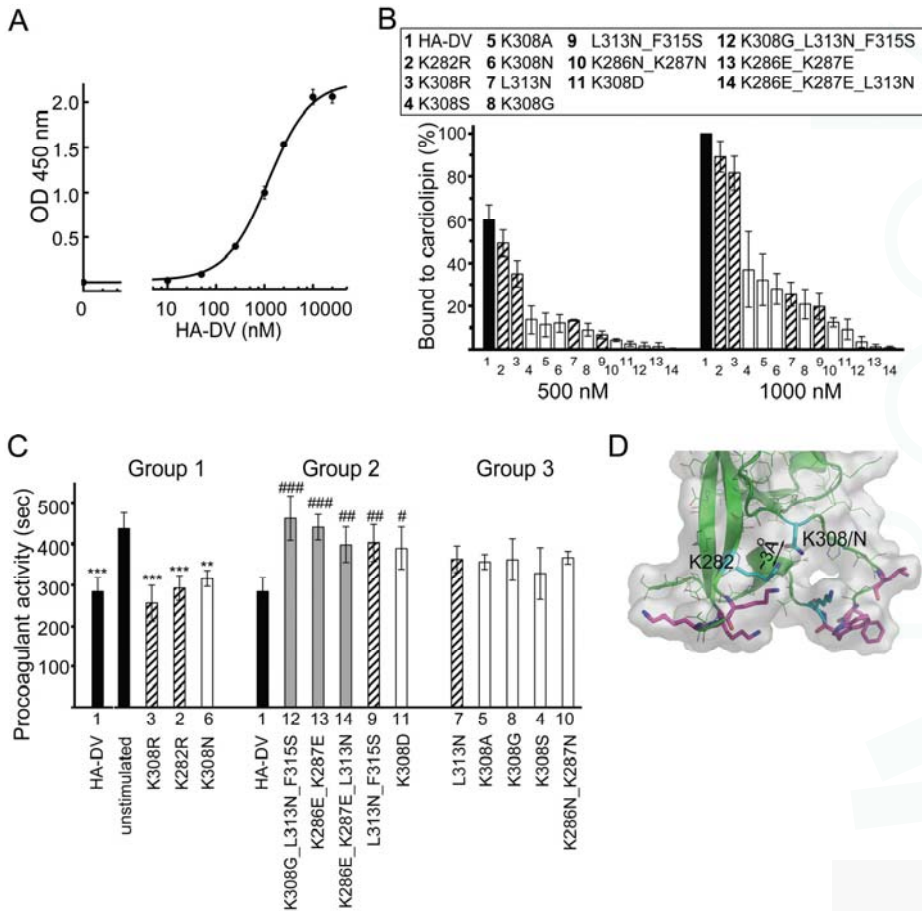 A
OD 450 nm
2.0
1.5
1.0
0.5
0
10
100
1000
10000
HA-DV (nM)
B
1 HA-DV 5 K308A 9 L313N_F315S 12 K308G_L313N_F315S
2 K282R 6 K308N 10 K286N_K287N 13 K286E_K287E
3 K308R 7 L313N 11 K308D 14 K286E_K287E_L313N
4 K308S 8 K308G
Bound to cardiolipin (%)
100
80
60
40
20
1 2 3 4 5 6 7 8 9 10 11 12 13 14
1 2 3 4 5 6 7 8 9 10 11 12 13 14
500 nM
1000 nM
C
Group 1
Group 2
Group 3
Procoagulant activity (sec)
500
400
300
200
100
***
***
***
**
###
###
##
##
#
1 3 2 6
1 12 13 14 9 11
7 5 8 4 10
HA-DV
unstimulated
K308R
K282R
K308N
HA-DV
K308G_L313N_F315S
K286E_K287E
K286E_K287E_L313N
L313N_F315S
K308D
L313N
K308A
K308G
K308S
K286N_K287N
D
K282
K308/N